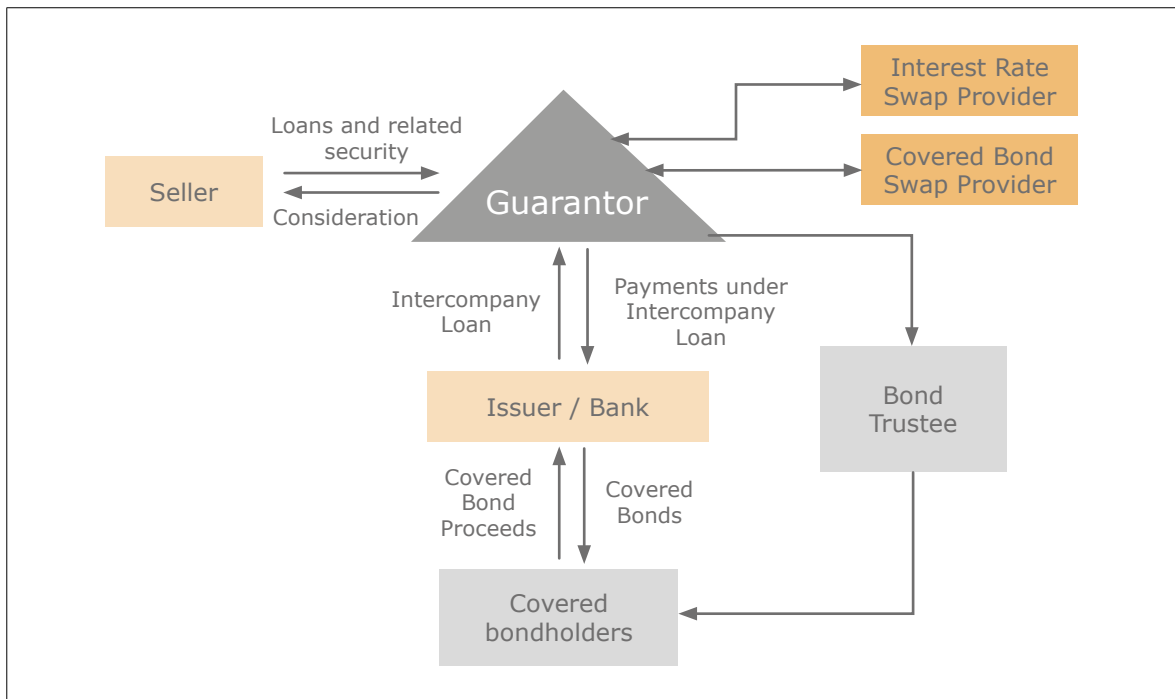 Interest Rate
Swap Provider
Loans and related
security
Covered Bond
Swap Provider
Seller
Guarantor
Consideration
Intercompany
Loan
Payments under
Intercompany
Loan
Issuer / Bank
Bond
Trustee
Covered
Bond
Proceeds
Covered
Bonds
Covered
bondholders